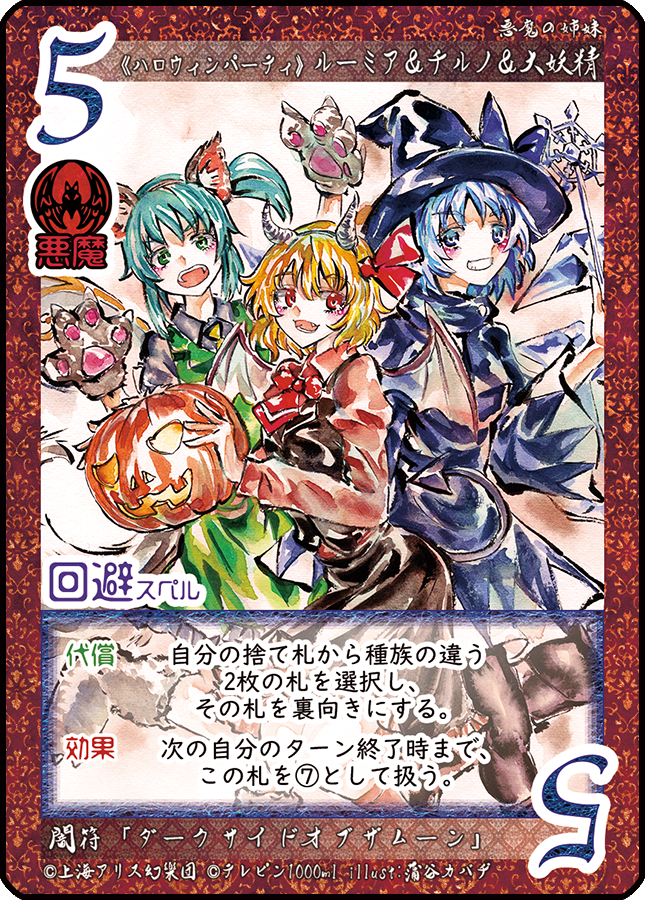 悪魔の姉妹
5
《ハロウィンパーティ》ルーミア&チルノ&大妖精
悪魔
回避スペル
代償 自分の捨て札から種族の違う
2枚の札を選択し、
その札を裏向きにする。
効果 次の自分のターン終了時まで、
この札を⑦として扱う。
5
闇符「ダークサイドオブザムーン」
©上海アリス幻樂団 ©テレピン1000ml illust:蒲谷カバヂ